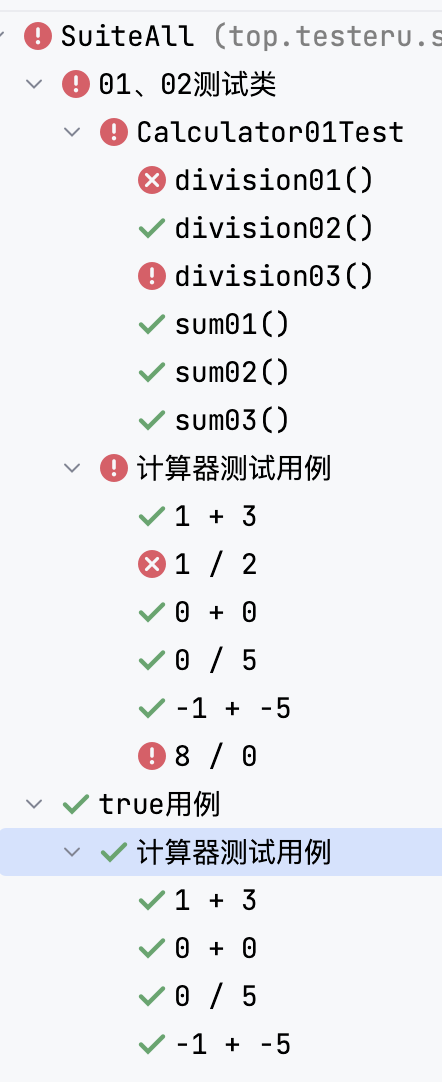 SuiteAll (top.testeru.s
01、02测试类
Calculator01Test
division01()
division02()
division03()
sum01()
sum02()
sum03()
计算器测试用例
1 + 3
1 / 2
0 + 0
0 / 5
-1 + -5
8 / 0
true用例
计算器测试用例
1 + 3
0 + 0
0 / 5
-1 + -5